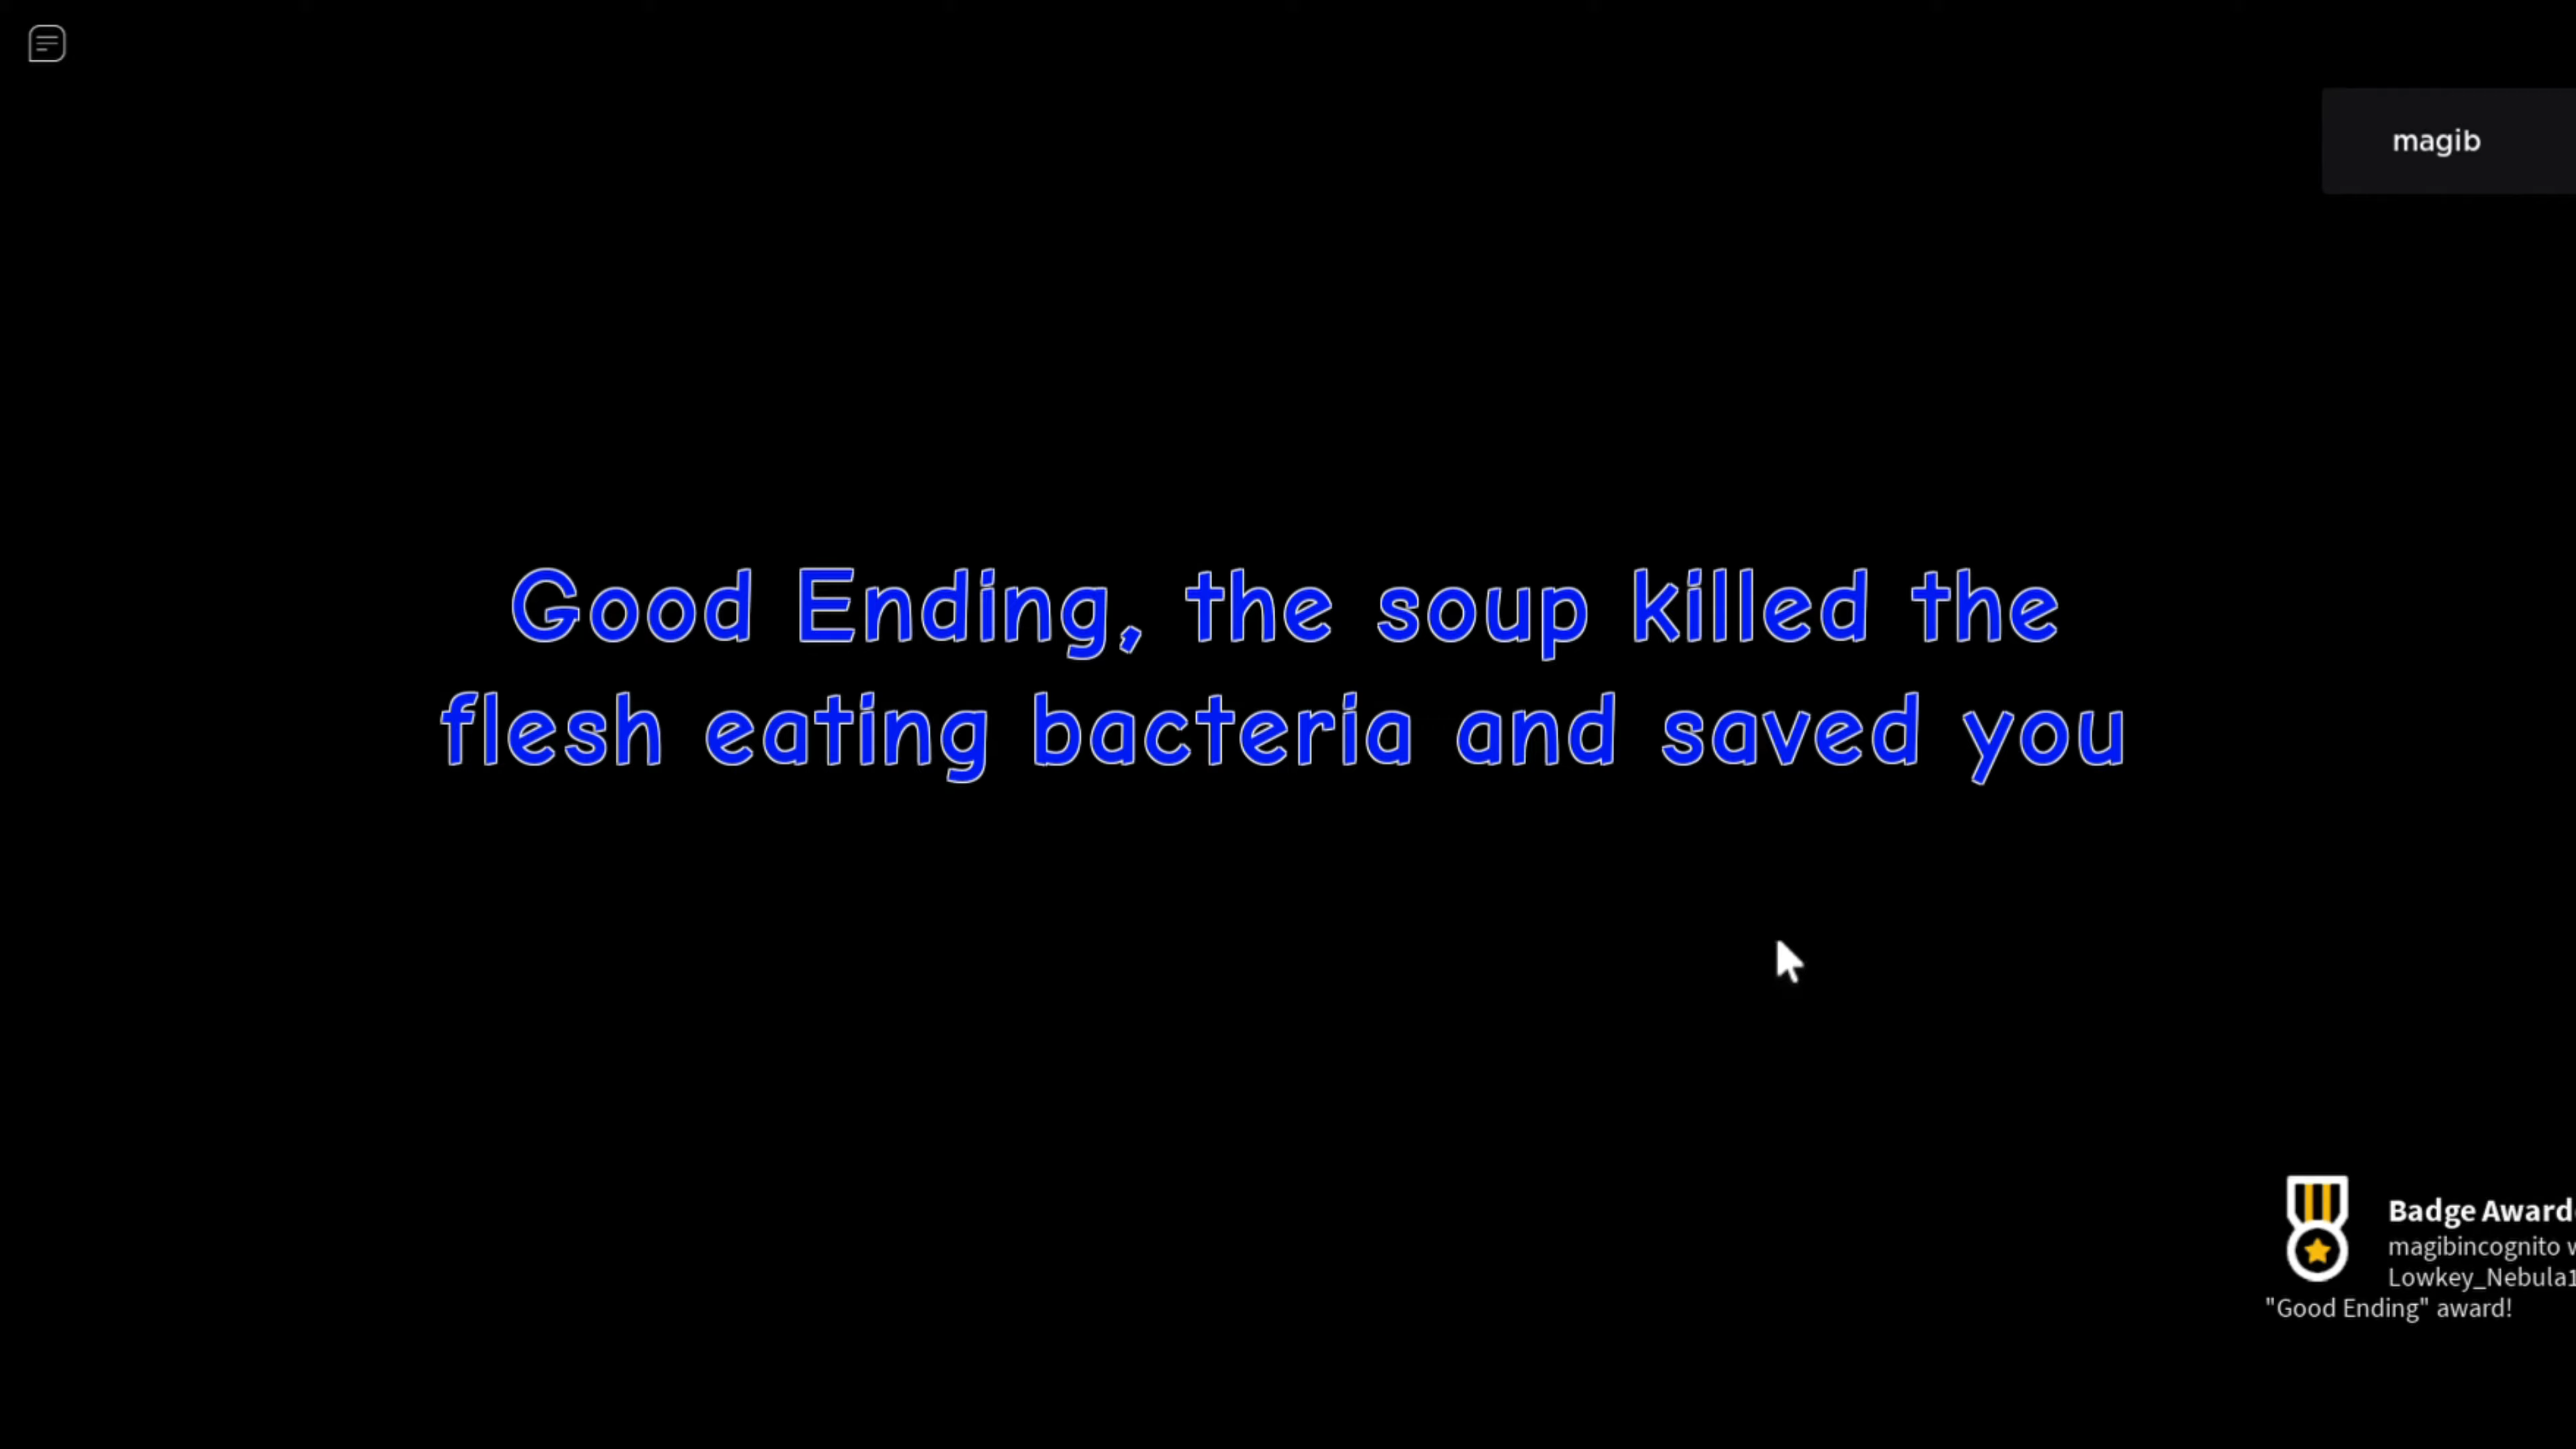 magib
Good Ending, the soup killed the
flesh eating bacteria and saved you
Badge Award
magibincognito
Lowkey_Nebula1
"Good Ending" award!